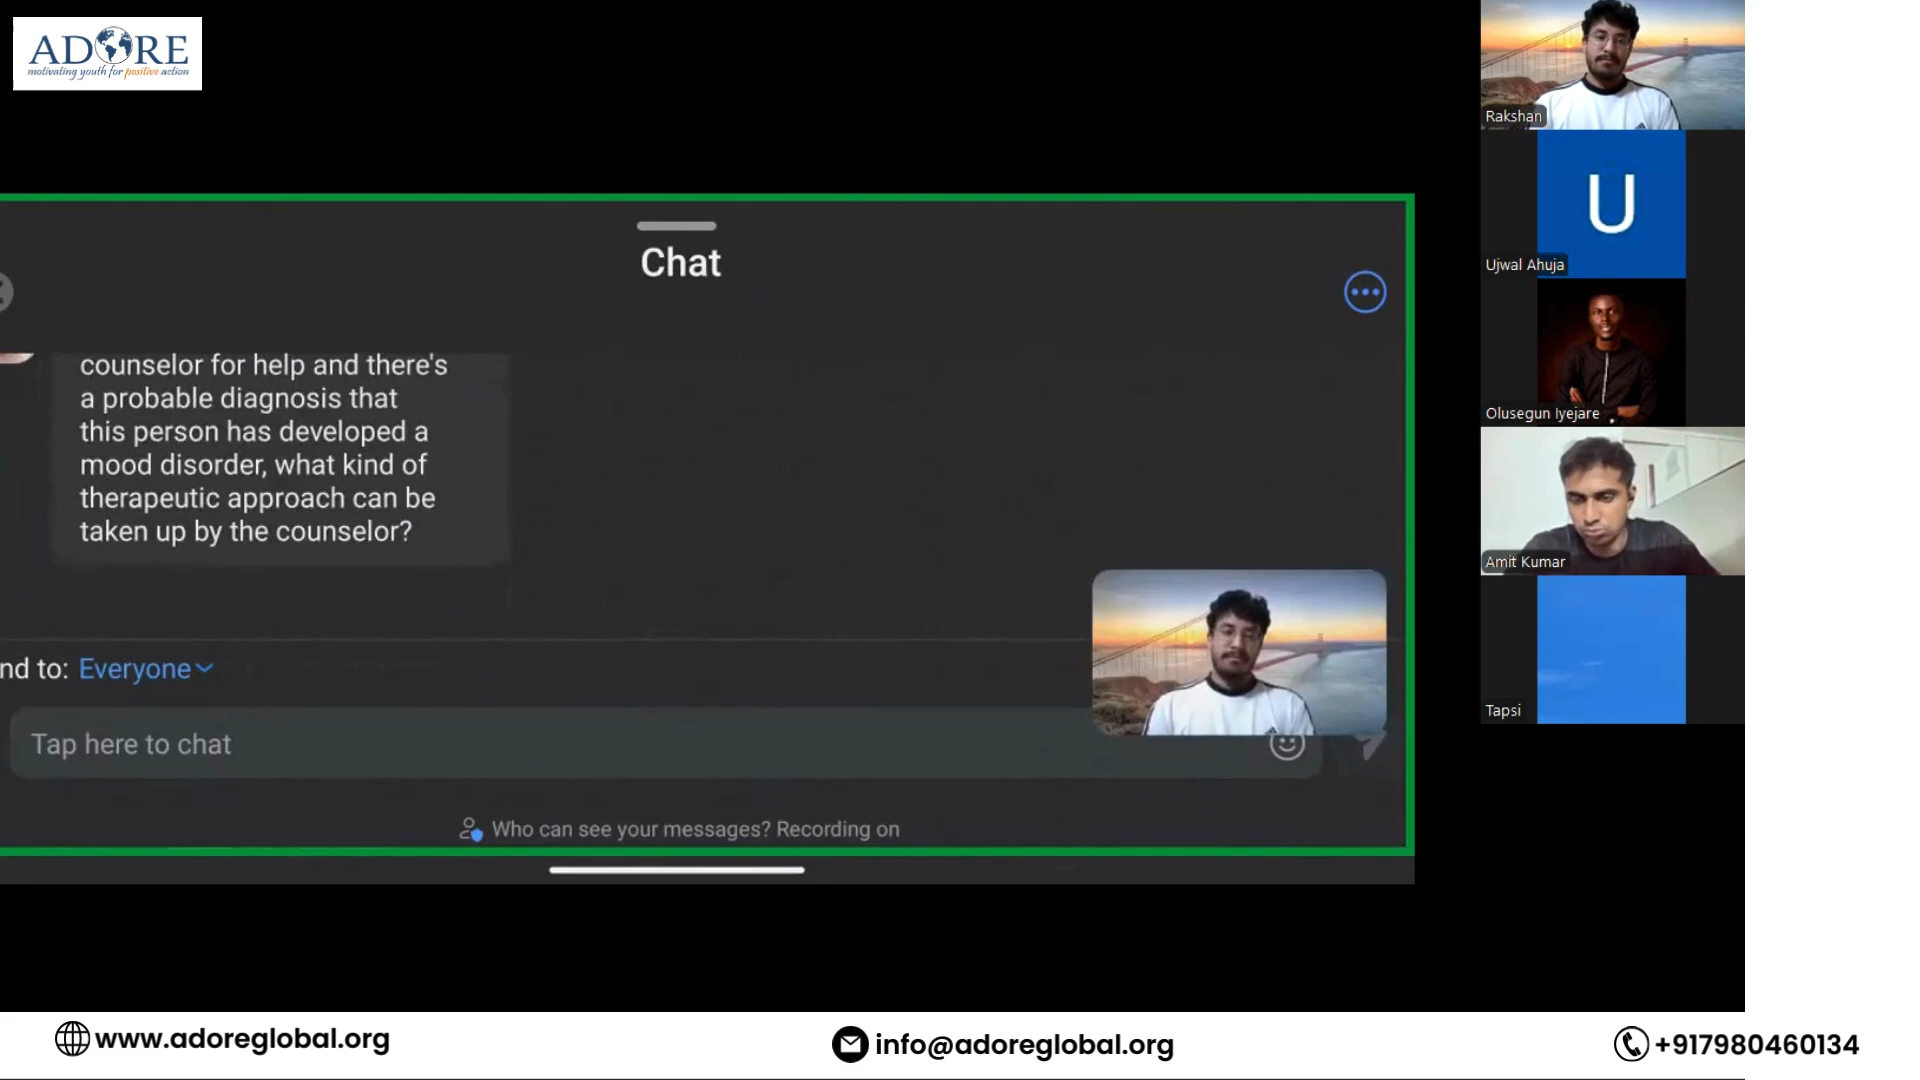 ADORE
motivating youth for positive action
Chat
counselor for help and there's
a probable diagnosis that
this person has developed a
mood disorder, what kind of
therapeutic approach can be
taken up by the counselor?
nd to: Everyone
Tap here to chat
Who can see your messages? Recording on
Rakshan
U
Ujwal Ahuja
Olusegun Iyejare
Amit Kumar
Tapsi
www.adoreglobal.org
info@adoreglobal.org
+917980460134